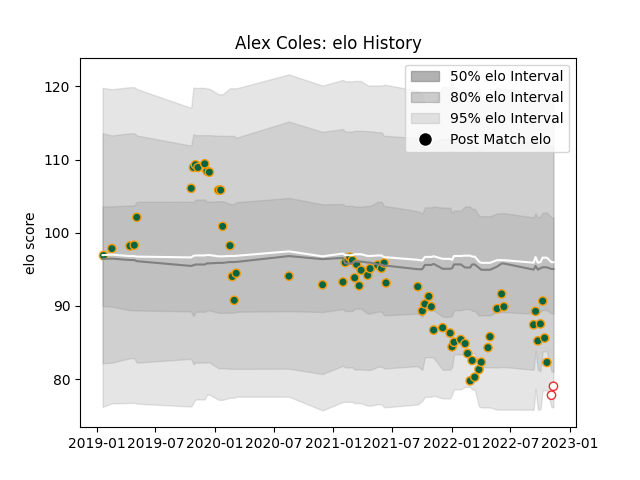 Alex Coles: elo History
50% elo Interval
80% elo Interval
95% elo Interval
Post Match elo
elo score
120
110
100
90
80
2019-01 2019-07 2020-01 2020-07 2021-01 2021-07 2022-01 2022-07 2023-01